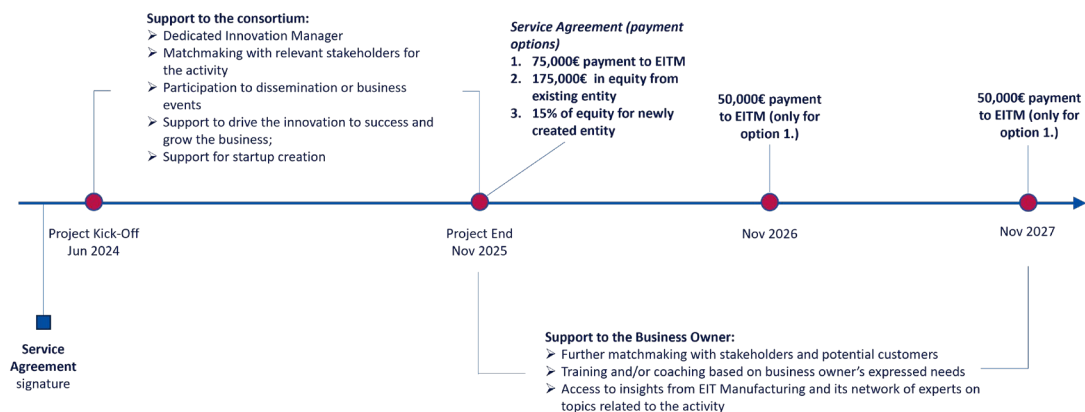 Support to the consortium:
➢ Dedicated Innovation Manager
➢ Matchmaking with relevant stakeholders for
the activity
➢ Participation to dissemination or business
events
➢ Support to drive the innovation to success and
grow the business;
➢ Support for startup creation
Service Agreement (payment
options)
1. 75,000€ payment to EITM
2. 175,000€ in equity from
existing entity
3. 15% of equity for newly
created entity
50,000€ payment
to EITM (only for
option 1.)
50,000€ payment
to EITM (only for
option 1.)
Project Kick-Off
Jun 2024
Project End
Nov 2025
Nov 2026
Nov 2027
Service
Agreement
signature
Support to the Business Owner:
➢ Further matchmaking with stakeholders and potential customers
➢ Training and/or coaching based on business owner's expressed needs
➢ Access to insights from EIT Manufacturing and its network of experts on
topics related to the activity